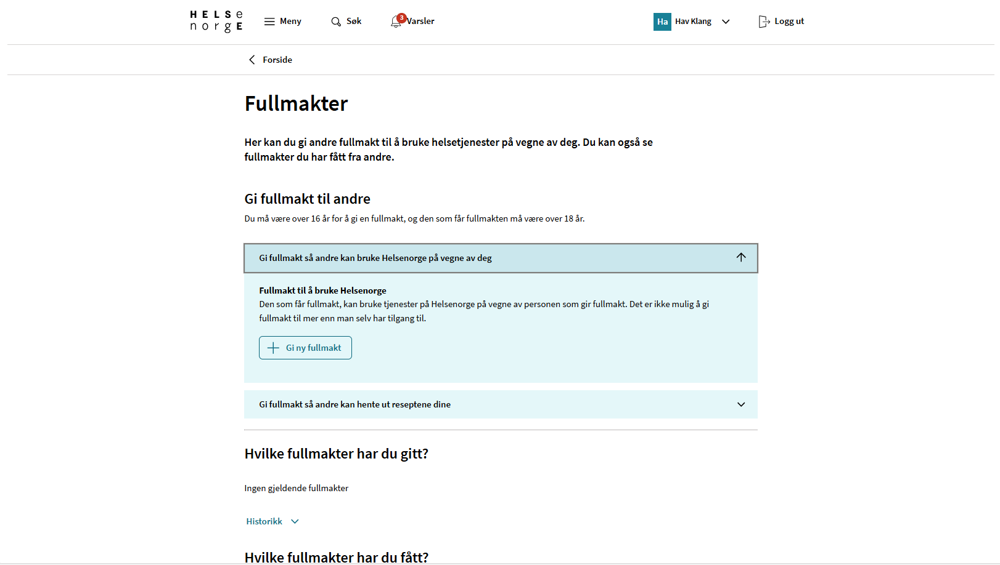 HELSe
norgE
Meny
Søk
3
Varsler
Ha
Hav Klang
Logg ut
Forside
Fullmakter
Her kan du gi andre fullmakt til å bruke helsetjenester på vegne av deg. Du kan også se
fullmakter du har fått fra andre.
Gi fullmakt til andre
Du må være over 16 år for å gi en fullmakt, og den som får fullmakten må være over 18 år.
Gi fullmakt så andre kan bruke Helsenorge på vegne av deg
Fullmakt til å bruke Helsenorge
Den som får fullmakt, kan bruke tjenester på Helsenorge på vegne av personen som gir fullmakt. Det er ikke mulig å gi
fullmakt til mer enn man selv har tilgang til.
Gi ny fullmakt
Gi fullmakt så andre kan hente ut reseptene dine
Hvilke fullmakter har du gitt?
Ingen gjeldende fullmakter
Historikk
Hvilke fullmakter har du fått?